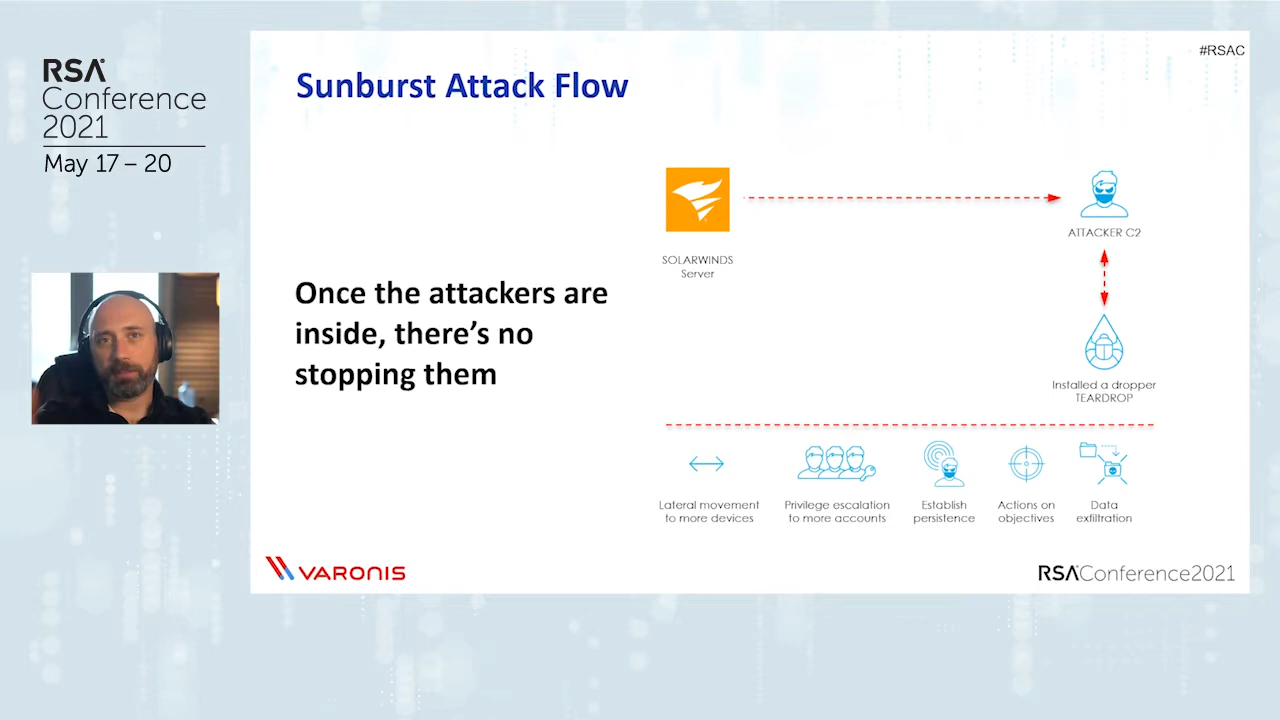 RSA
Conference
2021
May 17 – 20
#RSAC
Sunburst Attack Flow
Once the attackers are
inside, there's no
stopping them
SOLARWINDS
Server
ATTACKER C2
Installed a dropper
TEARDROP
Lateral movement
to more devices
Privilege escalation
to more accounts
Establish
persistence
Actions on
objectives
Data
exfiltration
VARONIS
RSAConference2021